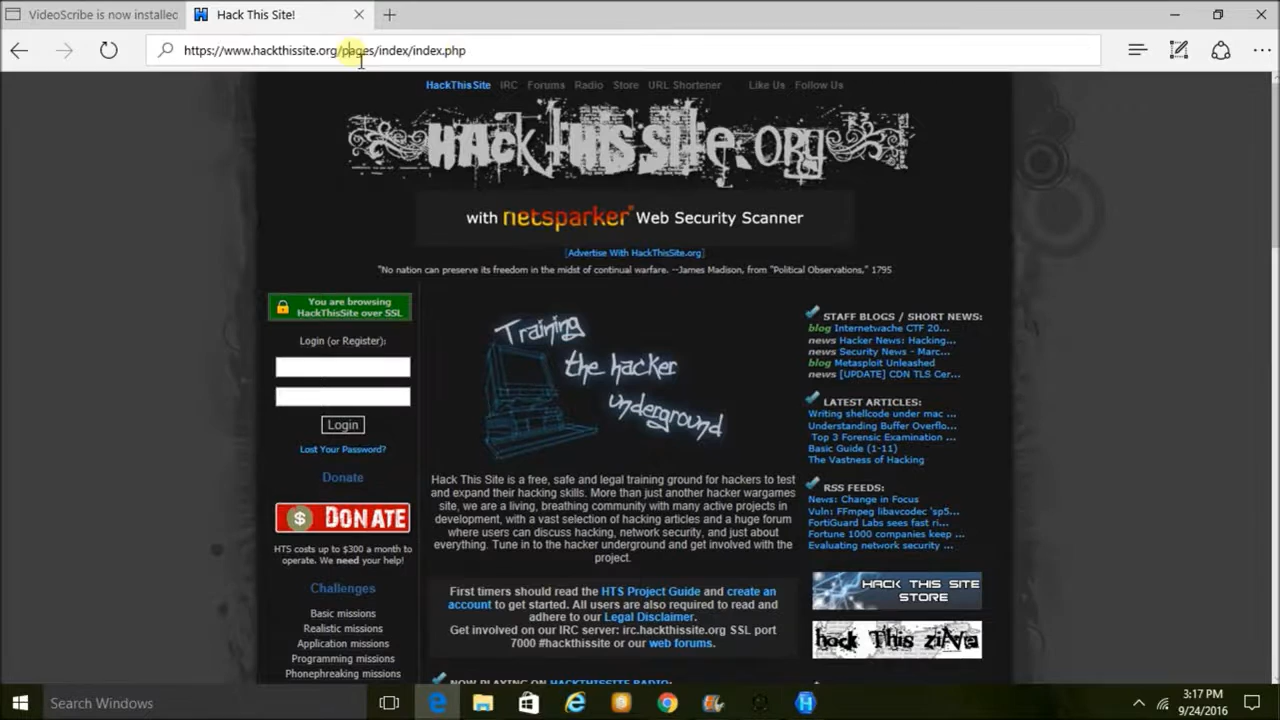 VideoScribe is now installed
Hack This Site!
https://www.hackthissite.org/pages/index/index.php
HackThisSite IRC Forums Radio Store URL Shortener Like Us Follow Us
HAck tHIS SIte.ORg
with netsparker Web Security Scanner
[Advertise With HackThisSite.org]
"No nation can preserve its freedom in the midst of continual warfare. --James Madison, from "Political Observations," 1795
You are browsing
HackThisSite over SSL
Login (or Register):
Login
Lost Your Password?
Donate
$ DONATE
HTS costs up to $300 a month to
operate. We need your help!
Challenges
Basic missions
Realistic missions
Application missions
Programming missions
Phonephreaking missions
Training
the hacker
underground
Hack This Site is a free, safe and legal training ground for hackers to test
and expand their hacking skills. More than just another hacker wargames
site, we are a living, breathing community with many active projects in
development, with a vast selection of hacking articles and a huge forum
where users can discuss hacking, network security, and just about
everything. Tune in to the hacker underground and get involved with the
project.
First timers should read the HTS Project Guide and create an
account to get started. All users are also required to read and
adhere to our Legal Disclaimer.
Get involved on our IRC server: irc.hackthissite.org SSL port
7000 #hackthissite or our web forums.
NOW PLAYING ON HACKTHISSITE RADIO:
STAFF BLOGS / SHORT NEWS:
blog Internetwache CTF 20...
news Hacker News: Hacking...
news Security News - Marc...
blog Metasploit Unleashed
news [UPDATE] CDN TLS Cer...
LATEST ARTICLES:
Writing shellcode under mac ...
Understanding Buffer Overflo...
Top 3 Forensic Examination ...
Basic Guide (1-11)
The Vastness of Hacking
RSS FEEDS:
News: Change in Focus
Vuln: FFmpeg libavcodec 'sp5...
FortiGuard Labs sees fast ri...
Fortune 1000 companies keep ...
Evaluating network security ...
HACK THIS SITE
STORE
hack This ziNe
Search Windows
3:17 PM
9/24/2016